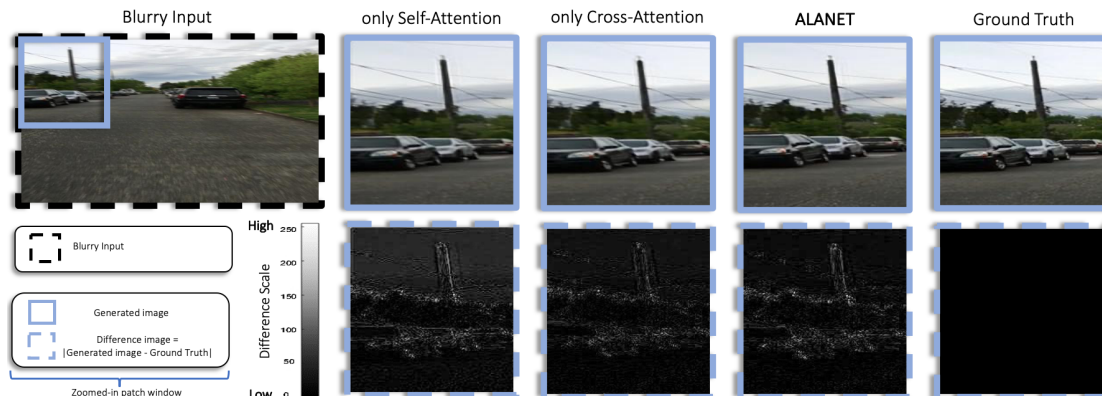 Blurry Input
only Self-Attention
only Cross-Attention
ALANET
Ground Truth
Blurry Input
Generated image
Difference image =
|Generated image - Ground Truth|
Zoomed-in patch window
High
250
200
150
100
50
Low 0
Difference Scale